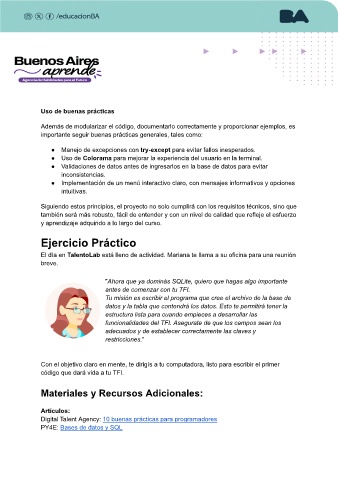 /educacionBA
BA
Buenos Aires
aprende
Agencia de Habilidades para el Futuro
Uso de buenas prácticas
Además de modularizar el código, documentarlo correctamente y proporcionar ejemplos, es
importante seguir buenas prácticas generales, tales como:
● Manejo de excepciones con try-except para evitar fallos inesperados.
● Uso de Colorama para mejorar la experiencia del usuario en la terminal.
● Validaciones de datos antes de ingresarlos en la base de datos para evitar
inconsistencias.
● Implementación de un menú interactivo claro, con mensajes informativos y opciones
intuitivas.
Siguiendo estos principios, el proyecto no solo cumplirá con los requisitos técnicos, sino que
también será más robusto, fácil de entender y con un nivel de calidad que refleje el esfuerzo
y aprendizaje adquirido a lo largo del curso.
Ejercicio Práctico
El día en TalentoLab está lleno de actividad. Mariana te llama a su oficina para una reunión
breve.
"Ahora que ya dominás SQLite, quiero que hagas algo importante
antes de comenzar con tu TFI.
Tu misión es escribir el programa que cree el archivo de la base de
datos y la tabla que contendrá los datos. Esto te permitirá tener la
estructura lista para cuando empieces a desarrollar las
funcionalidades del TFI. Asegurate de que los campos sean los
adecuados y de establecer correctamente las claves y
restricciones."
Con el objetivo claro en mente, te dirigís a tu computadora, listo para escribir el primer
código que dará vida a tu TFI.
Materiales y Recursos Adicionales:
Artículos:
Digital Talent Agency: 10 buenas prácticas para programadores
PY4E: Bases de datos y SQL